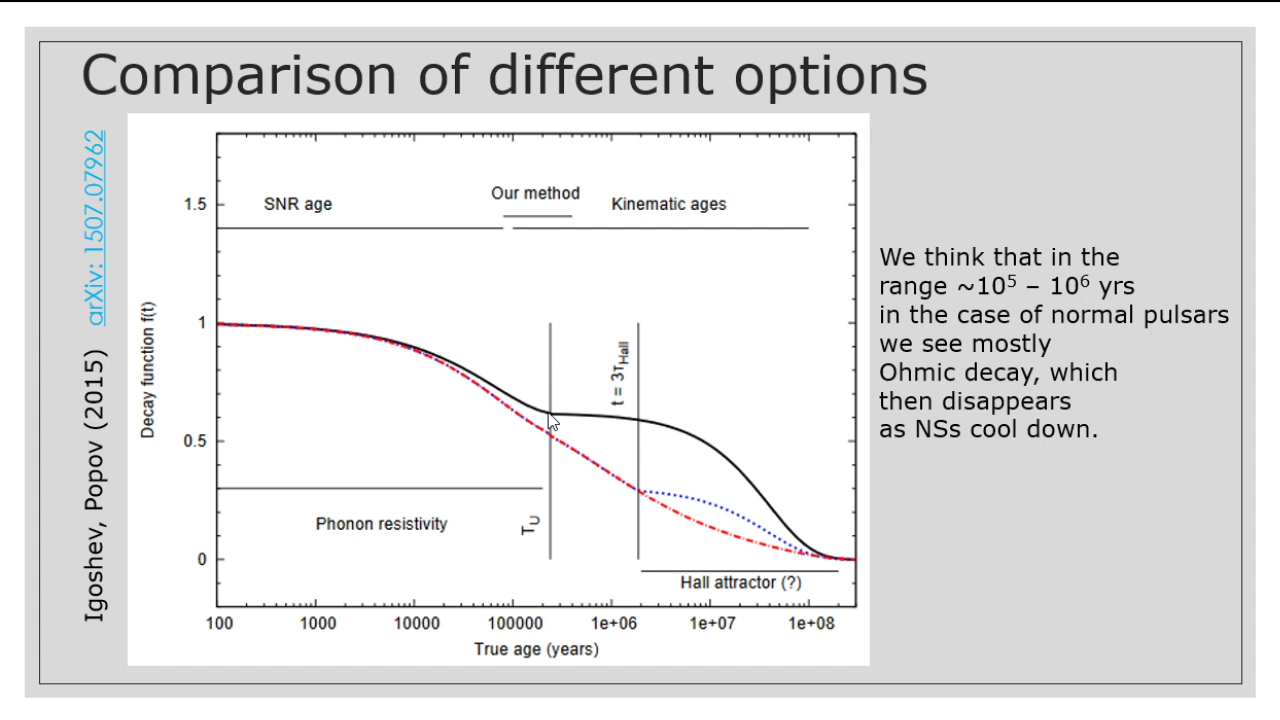 Comparison of different options
Igoshev, Popov (2015) arXiv: 1507.07962
Our method
SNR age
Kinematic ages
1.5
1
0.5
0
Decay function f(t)
t = 3τHall
TU
Phonon resistivity
Hall attractor (?)
100 1000 10000 100000 1e+06 1e+07 1e+08
True age (years)
We think that in the
range ~10⁵ – 10⁶ yrs
in the case of normal pulsars
we see mostly
Ohmic decay, which
then disappears
as NSs cool down.